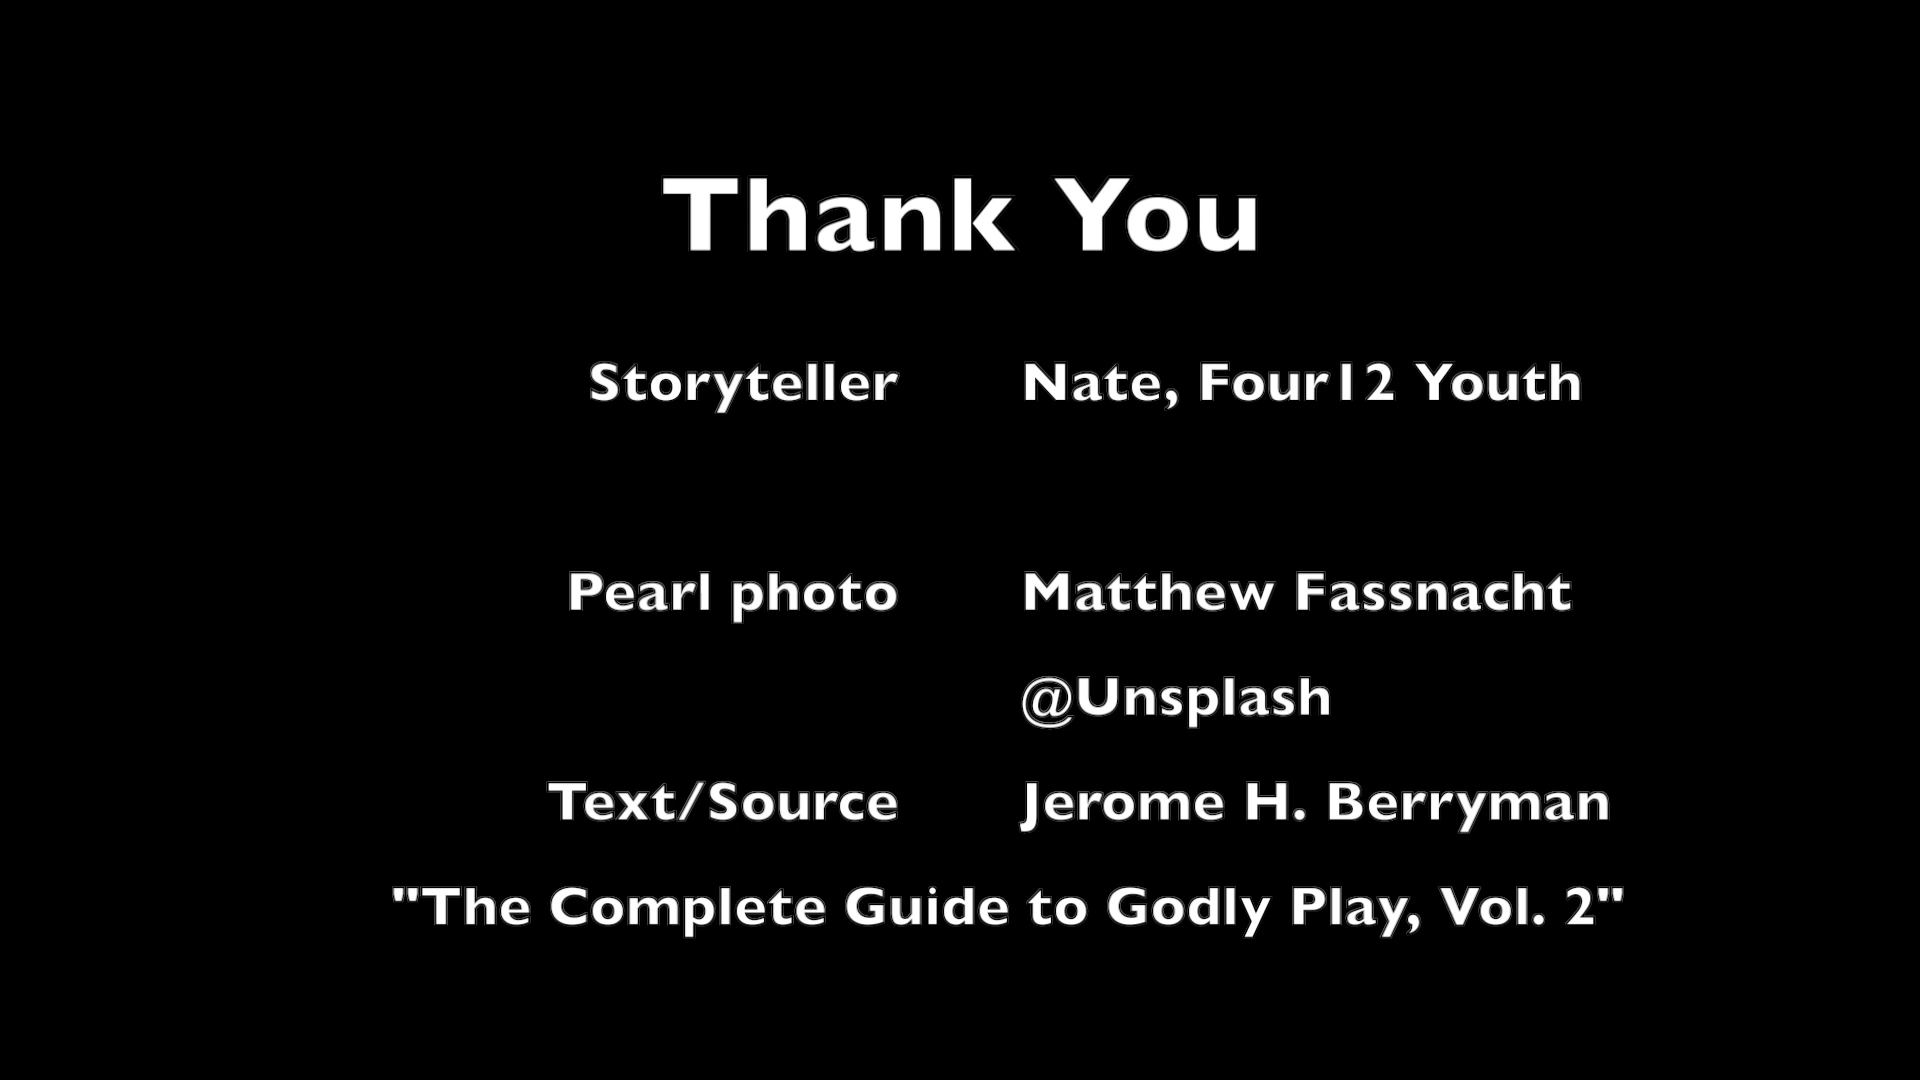 Thank You
Storyteller Nate, Four12 Youth
Pearl photo Matthew Fassnacht
@Unsplash
Text/Source Jerome H. Berryman
"The Complete Guide to Godly Play, Vol. 2"